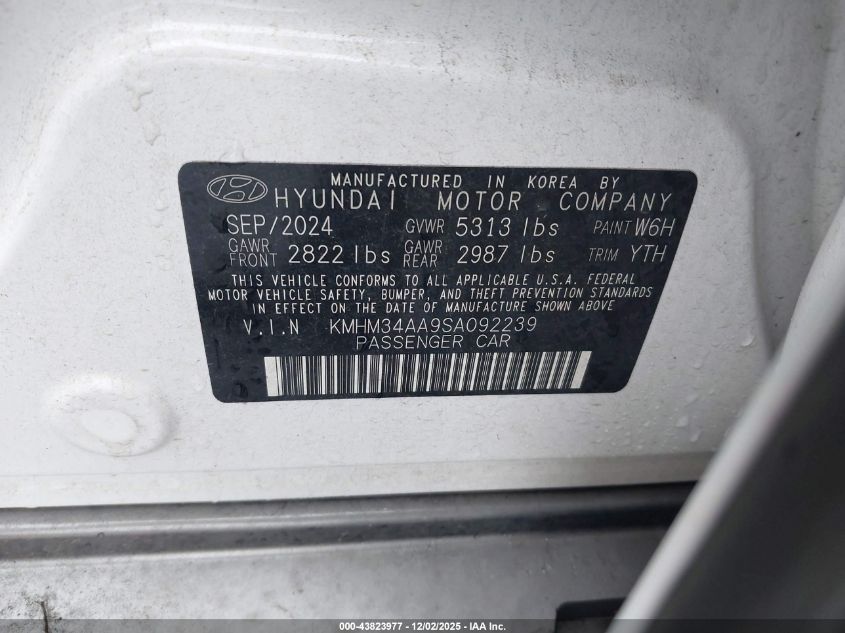 MANUFACTURED IN KOREA BY
HYUNDAI MOTOR COMPANY
SEP/2024 GVWR 5313 lbs PAINT W6H
GAWR FRONT 2822 lbs GAWR REAR 2987 lbs TRIM YTH
THIS VEHICLE CONFORMS TO ALL APPLICABLE U.S.A. FEDERAL
MOTOR VEHICLE SAFETY, BUMPER, AND THEFT PREVENTION STANDARDS
IN EFFECT ON THE DATE OF MANUFACTURE SHOWN ABOVE
V.I.N KMHM34AA9SA092239
PASSENGER CAR
000-43823977 - 12/02/2025 - IAA Inc.